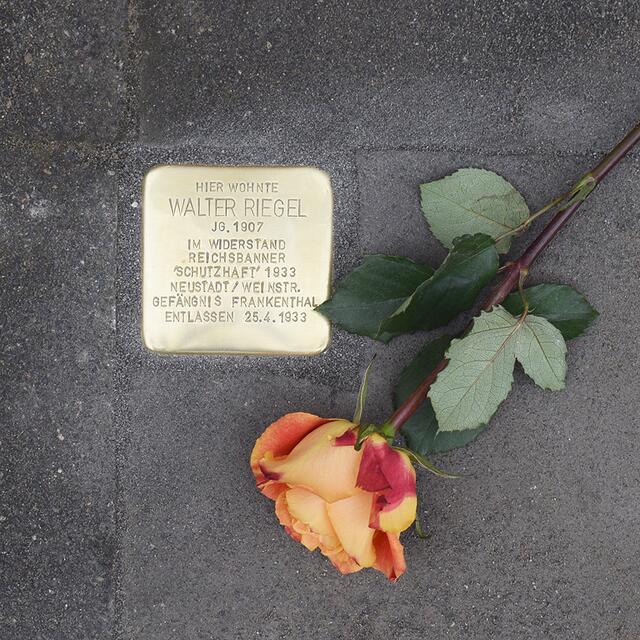 HIER WOHNTE
WALTER RIEGEL
JG. 1907
IM WIDERSTAND
REICHSBANNER
'SCHUTZHAFT' 1933
NEUSTADT/WEINSTR.
GEFÄNGNIS FRANKENTHAL
ENTLASSEN 25.4.1933